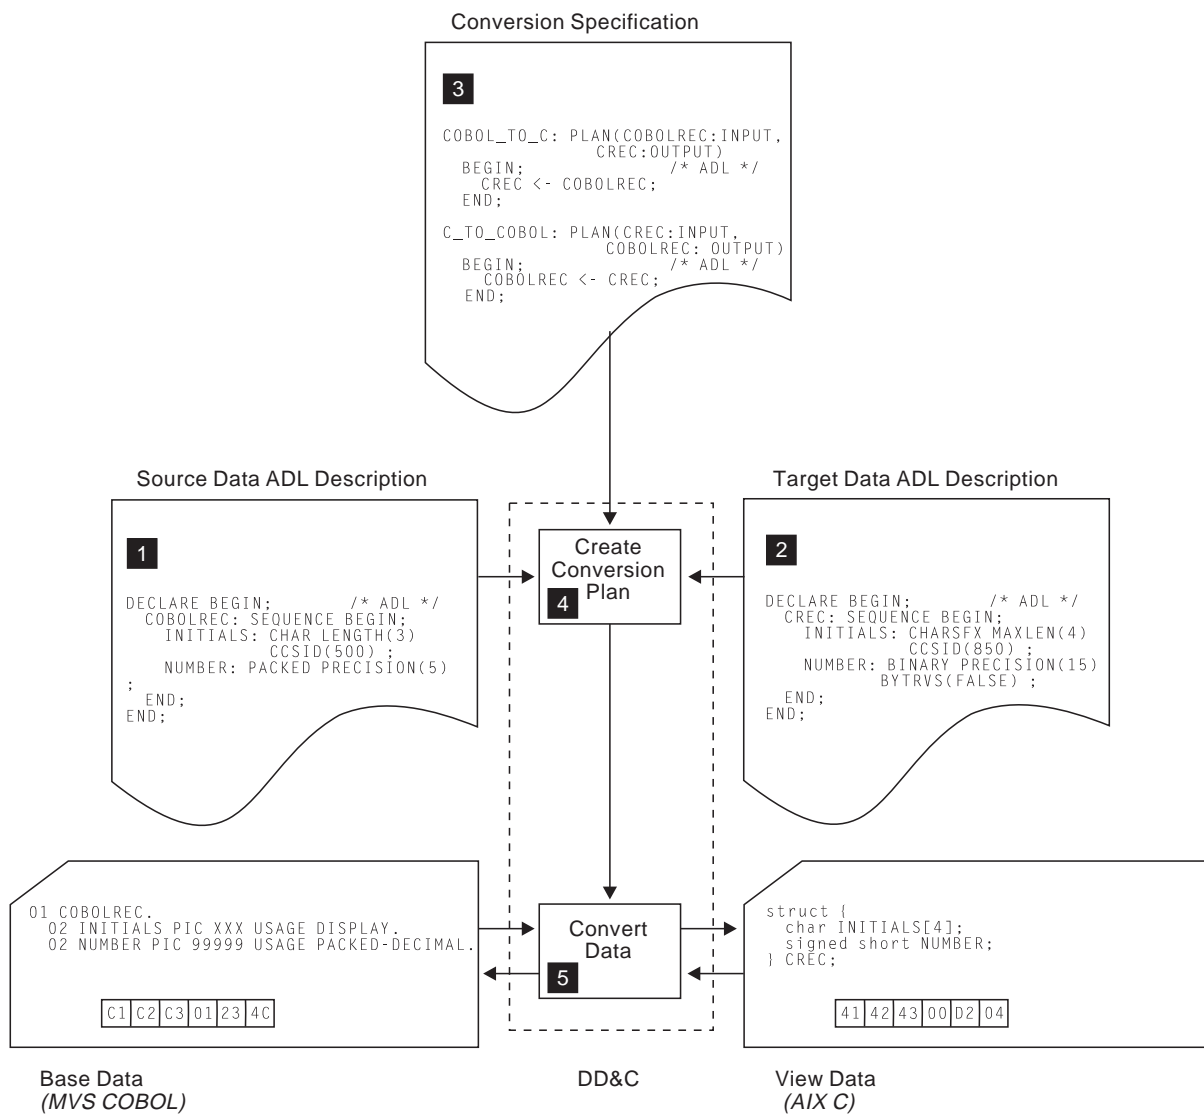 Conversion Specification
3
COBOL_TO_C: PLAN(COBOLREC:INPUT,
CREC:OUTPUT)
BEGIN; /* ADL */
CREC <- COBOLREC;
END;
C_TO_COBOL: PLAN(CREC:INPUT,
COBOLREC: OUTPUT)
BEGIN; /* ADL */
COBOLREC <- CREC;
END;
Source Data ADL Description
1
DECLARE BEGIN; /* ADL */
COBOLREC: SEQUENCE BEGIN;
INITIALS: CHAR LENGTH(3)
CCSID(500) ;
NUMBER: PACKED PRECISION(5)
;
END;
END;
Create
Conversion
Plan
4
Target Data ADL Description
2
DECLARE BEGIN; /* ADL */
CREC: SEQUENCE BEGIN;
INITIALS: CHARSFX MAXLEN(4)
CCSID(850) ;
NUMBER: BINARY PRECISION(15)
BYTRVS(FALSE) ;
END;
END;
01 COBOLREC.
02 INITIALS PIC XXX USAGE DISPLAY.
02 NUMBER PIC 99999 USAGE PACKED-DECIMAL.
C1 C2 C3 01 23 4C
Convert
Data
5
struct {
char INITIALS[4];
signed short NUMBER;
} CREC;
41 42 43 00 D2 04
Base Data
(MVS COBOL)
DD&C
View Data
(AIX C)